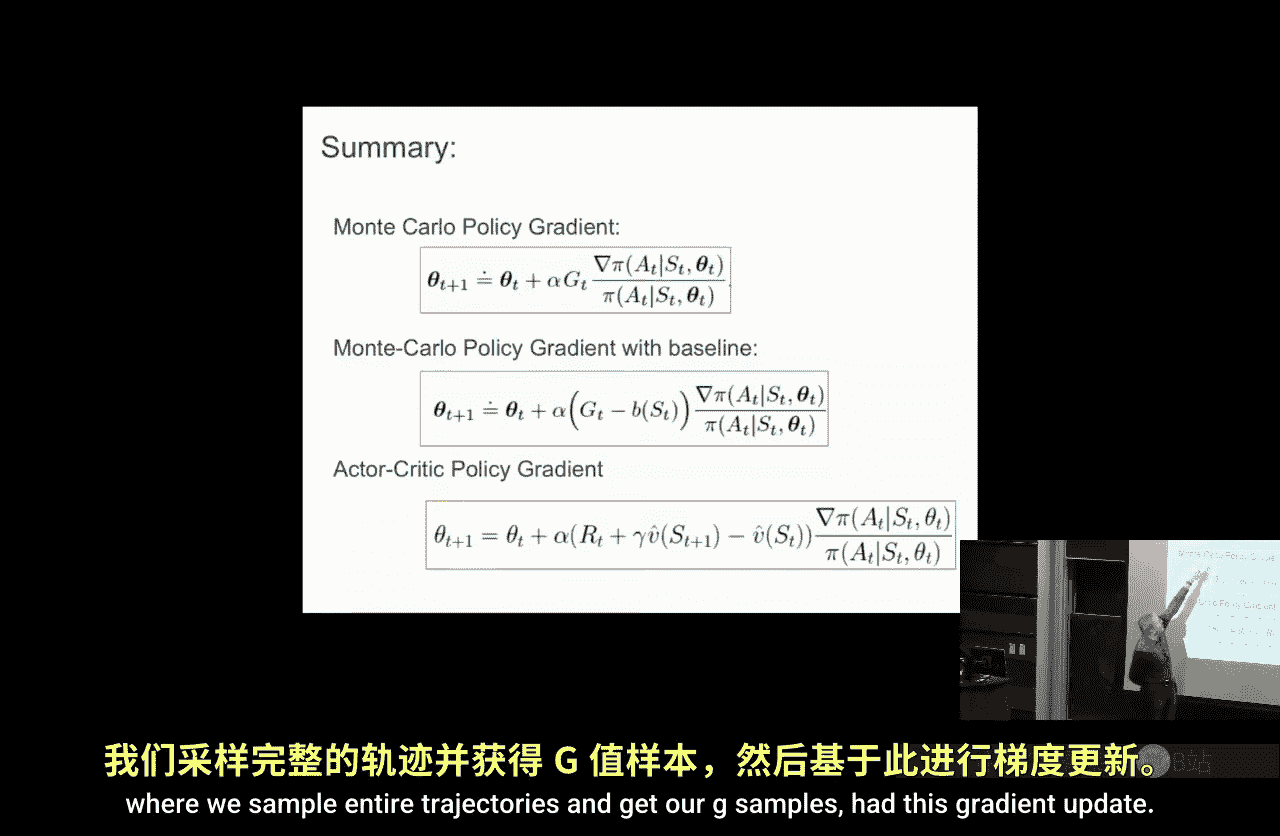 Summary:
Monte Carlo Policy Gradient:
θ_{t+1} ≐ θ_t + αG_t ∇π(A_t|S_t, θ_t) / π(A_t|S_t, θ_t)
Monte-Carlo Policy Gradient with baseline:
θ_{t+1} ≐ θ_t + α(G_t − b(S_t)) ∇π(A_t|S_t, θ_t) / π(A_t|S_t, θ_t)
Actor-Critic Policy Gradient
θ_{t+1} = θ_t + α(R_t + γv̂(S_{t+1}) − v̂(S_t)) ∇π(A_t|S_t, θ_t) / π(A_t|S_t, θ_t)
我们采样完整的轨迹并获得 G 值样本，然后基于此进行梯度更新。
B站
where we sample entire trajectories and get our g samples, had this gradient update.